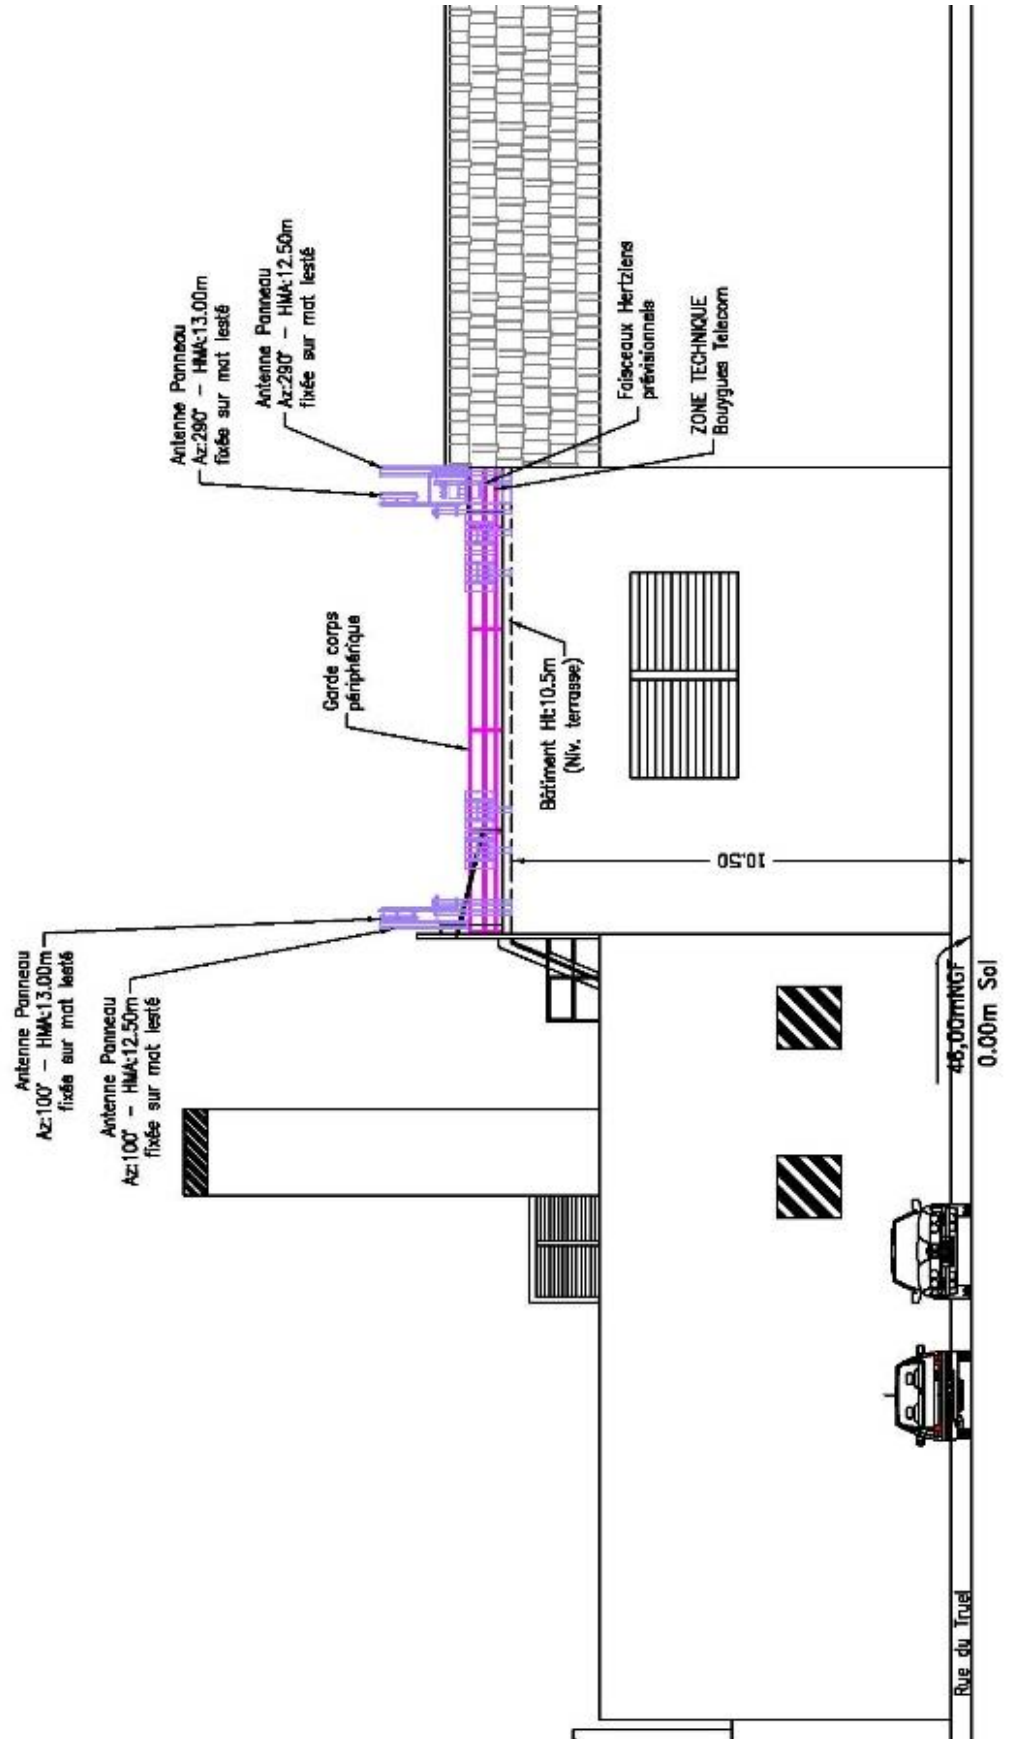 Antenne Panneau
Az:100° - HMA:13.00m
fixée sur mat lesté
Antenne Panneau
Az:100° - HMA:12.50m
fixée sur mat lesté
Garde corps
périphérique
Antenne Panneau
Az:290° - HMA:13.00m
fixée sur mat lesté
Antenne Panneau
Az:290° - HMA:12.50m
fixée sur mat lesté
Bâtiment Ht:10.5m
(Niv. terrasse)
Faisceaux Hertziens
prévisionnels
ZONE TECHNIQUE
Bouygues Telecom
10.50
Rue du Truel
46,00mNGF
0.00m Sol